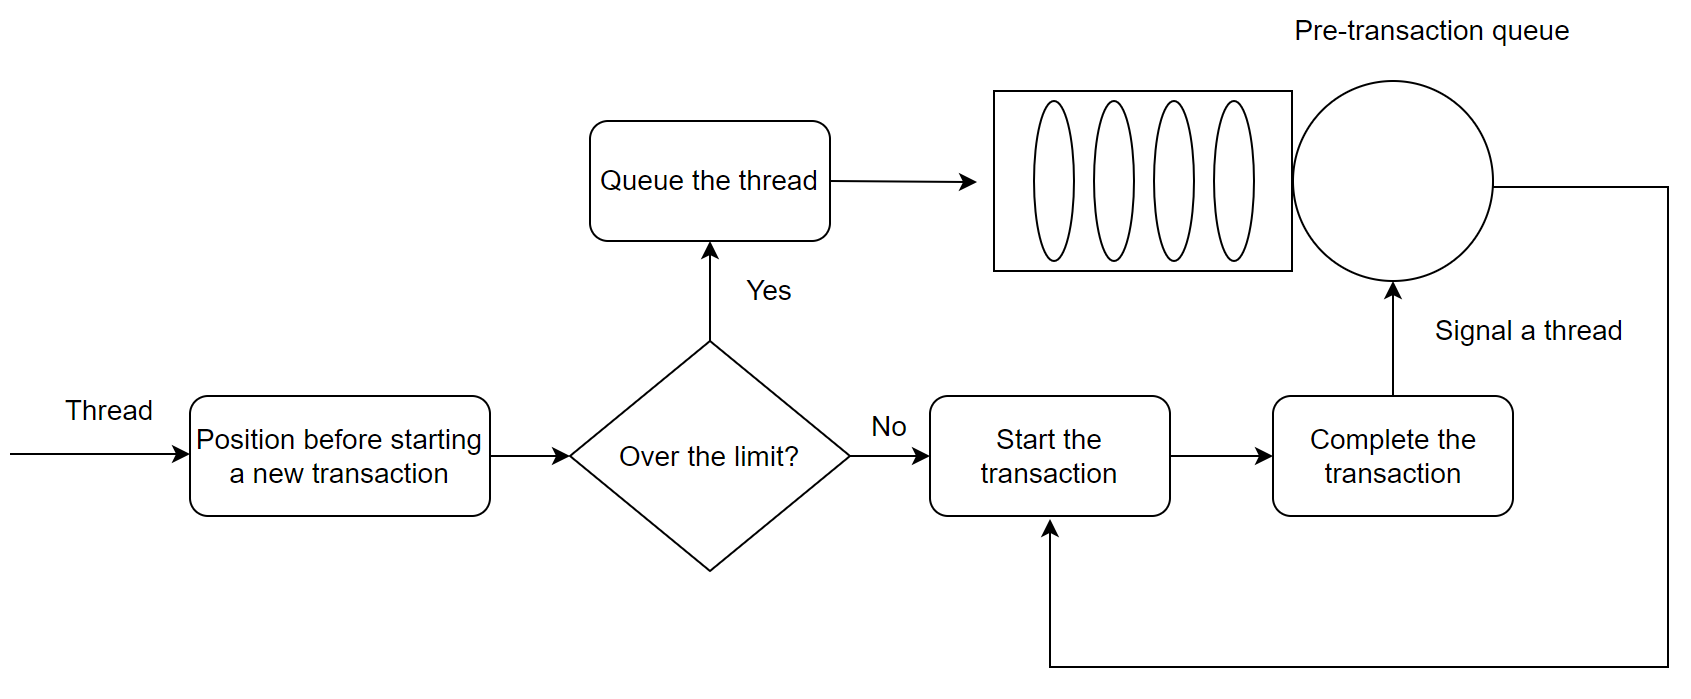 Pre-transaction queue
Queue the thread
Yes
Signal a thread
Thread
Position before starting
a new transaction
Over the limit?
No
Start the
transaction
Complete the
transaction